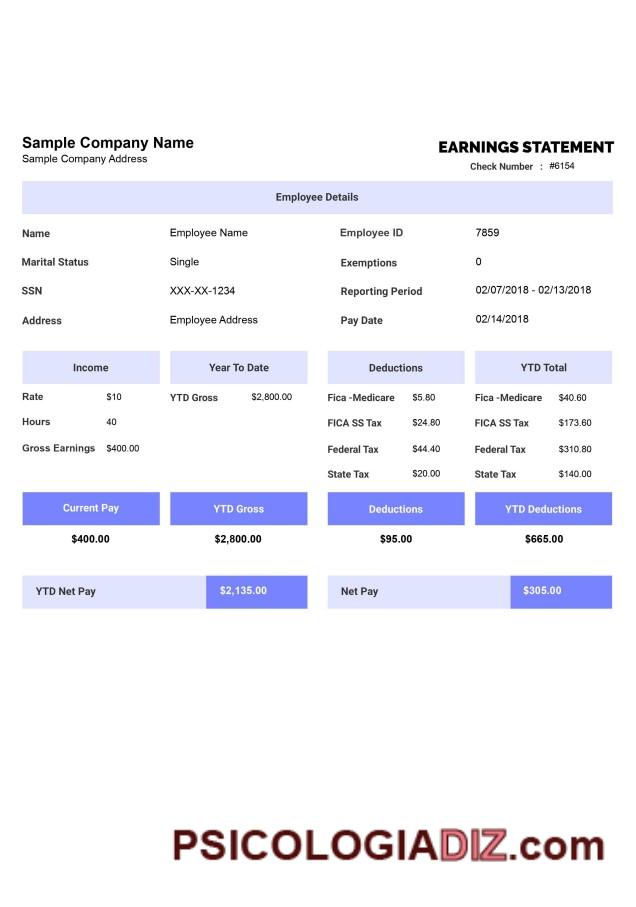 Sample Company Name
Sample Company Address
EARNINGS STATEMENT
Check Number : #6154
Employee Details
Name Employee Name Employee ID 7859
Marital Status Single Exemptions 0
SSN XXX-XX-1234 Reporting Period 02/07/2018 - 02/13/2018
Address Employee Address Pay Date 02/14/2018
Income Year To Date Deductions YTD Total
Rate $10 YTD Gross $2,800.00 Fica -Medicare $5.80 Fica -Medicare $40.60
Hours 40 FICA SS Tax $24.80 FICA SS Tax $173.60
Gross Earnings $400.00 Federal Tax $44.40 Federal Tax $310.80
State Tax $20.00 State Tax $140.00
Current Pay YTD Gross Deductions YTD Deductions
$400.00 $2,800.00 $95.00 $665.00
YTD Net Pay $2,135.00 Net Pay $305.00
PSICOLOGIADIZ.com